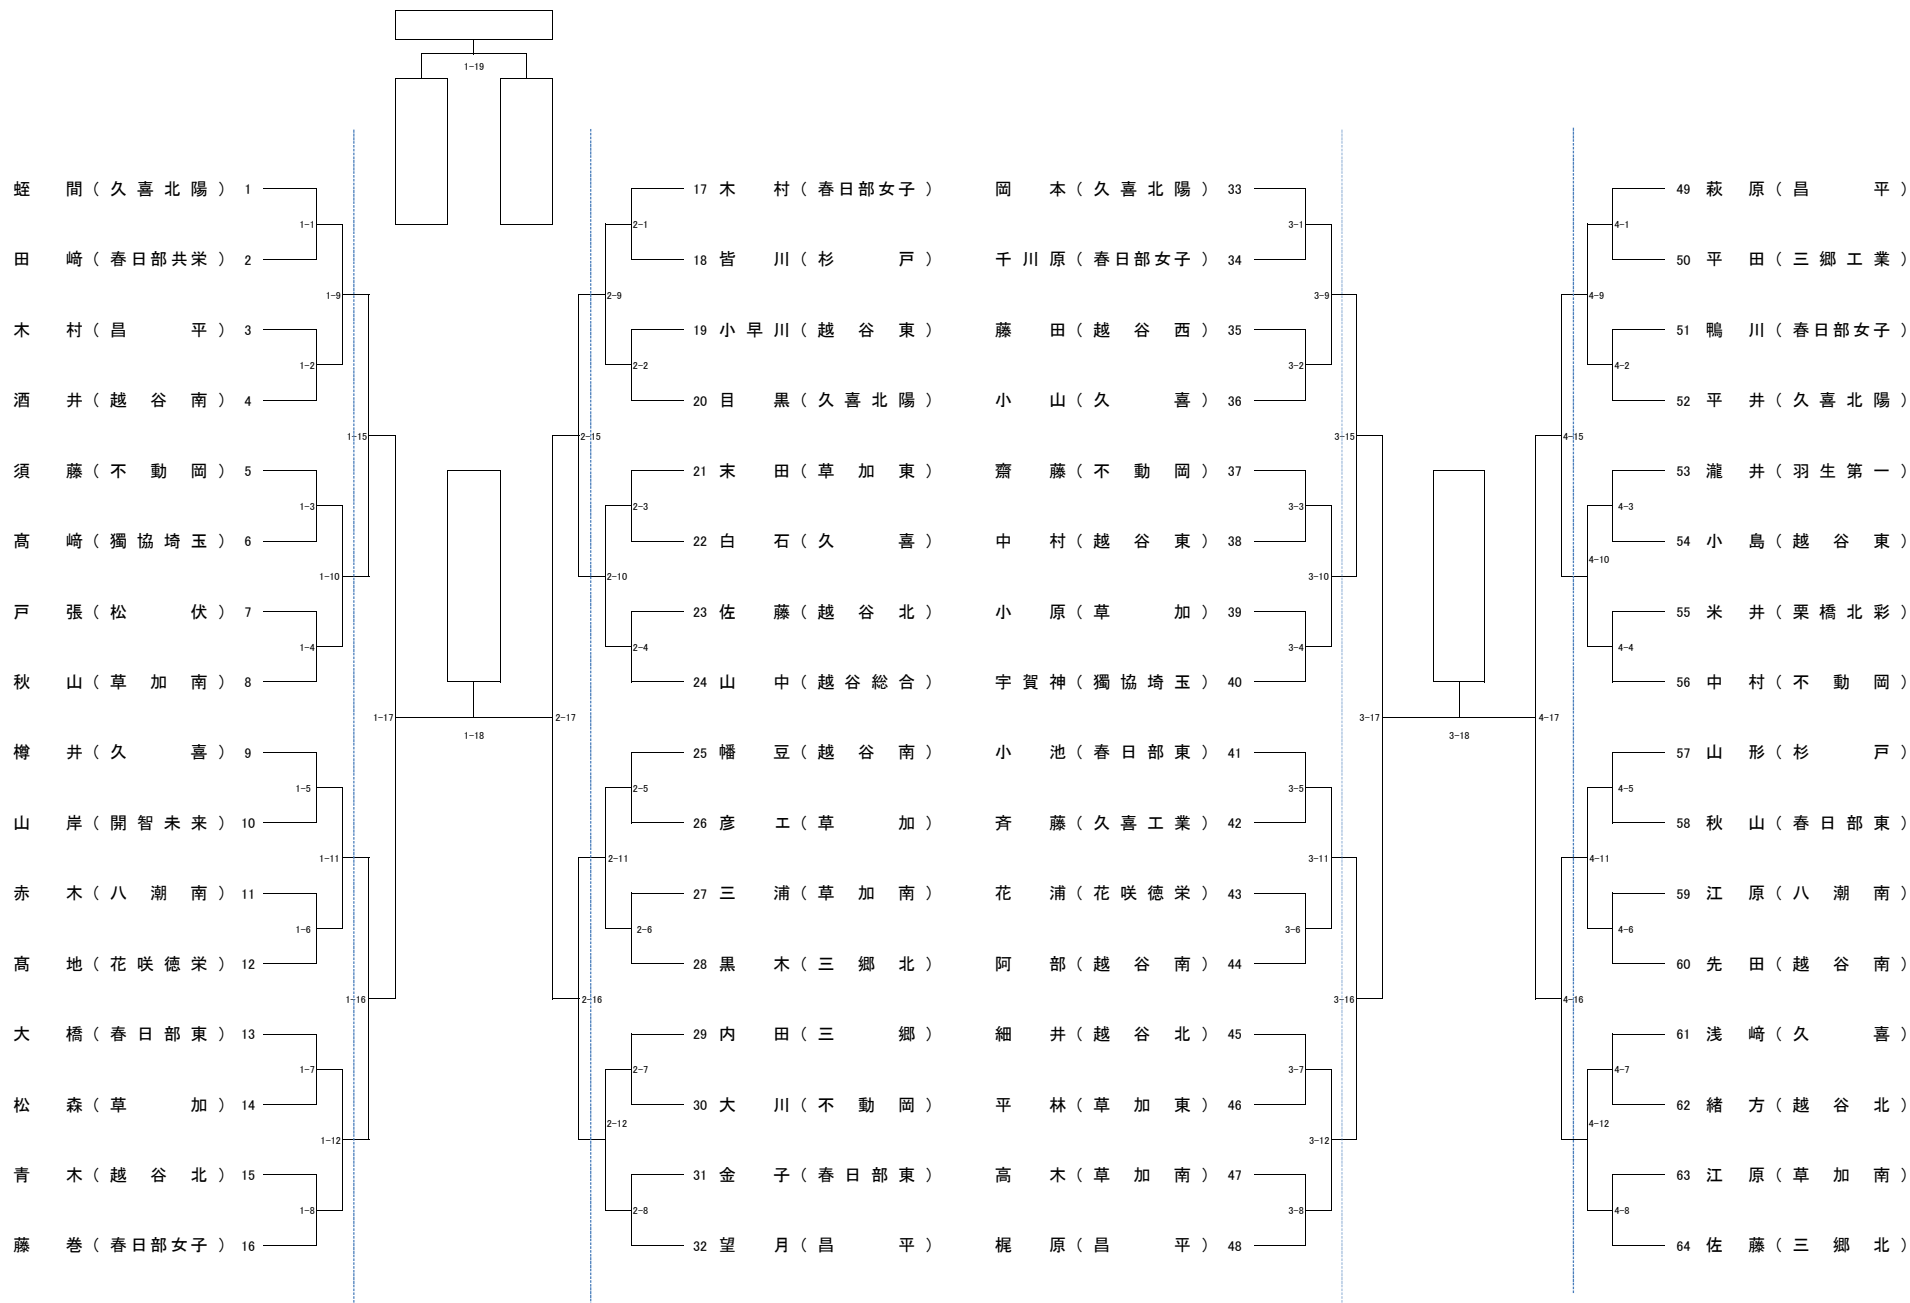 1-19
蛭間(久喜北陽) 1
1-1
田﨑(春日部共栄) 2
1-9
木村(昌平) 3
1-2
酒井(越谷南) 4
1-15
須藤(不動岡) 5
1-3
髙﨑(獨協埼玉) 6
1-10
戸張(松伏) 7
1-4
秋山(草加南) 8
1-17
1-18
2-17
樽井(久喜) 9
1-5
山岸(開智未来) 10
1-11
赤木(八潮南) 11
1-6
髙地(花咲徳栄) 12
1-16
大橋(春日部東) 13
1-7
松森(草加) 14
1-12
青木(越谷北) 15
1-8
藤巻(春日部女子) 16
17 木村(春日部女子)
2-1
18 皆川(杉戸)
2-9
19 小早川(越谷東)
2-2
20 目黒(久喜北陽)
2-15
21 末田(草加東)
2-3
22 白石(久喜)
2-10
23 佐藤(越谷北)
2-4
24 山中(越谷総合)
25 幡豆(越谷南)
2-5
26 彦エ(草加)
2-11
27 三浦(草加南)
2-6
28 黒木(三郷北)
2-16
29 内田(三郷)
2-7
30 大川(不動岡)
2-12
31 金子(春日部東)
2-8
32 望月(昌平)
岡本(久喜北陽) 33
3-1
千川原(春日部女子) 34
3-9
藤田(越谷西) 35
3-2
小山(久喜) 36
3-15
齋藤(不動岡) 37
3-3
中村(越谷東) 38
3-10
小原(草加) 39
3-4
宇賀神(獨協埼玉) 40
3-17
3-18
4-17
小池(春日部東) 41
3-5
斉藤(久喜工業) 42
3-11
花浦(花咲徳栄) 43
3-6
阿部(越谷南) 44
3-16
細井(越谷北) 45
3-7
平林(草加東) 46
3-12
高木(草加南) 47
3-8
梶原(昌平) 48
49 萩原(昌平)
4-1
50 平田(三郷工業)
4-9
51 鴨川(春日部女子)
4-2
52 平井(久喜北陽)
4-15
53 瀧井(羽生第一)
4-3
54 小島(越谷東)
4-10
55 米井(栗橋北彩)
4-4
56 中村(不動岡)
57 山形(杉戸)
4-5
58 秋山(春日部東)
4-11
59 江原(八潮南)
4-6
60 先田(越谷南)
4-16
61 浅﨑(久喜)
4-7
62 緒方(越谷北)
4-12
63 江原(草加南)
4-8
64 佐藤(三郷北)